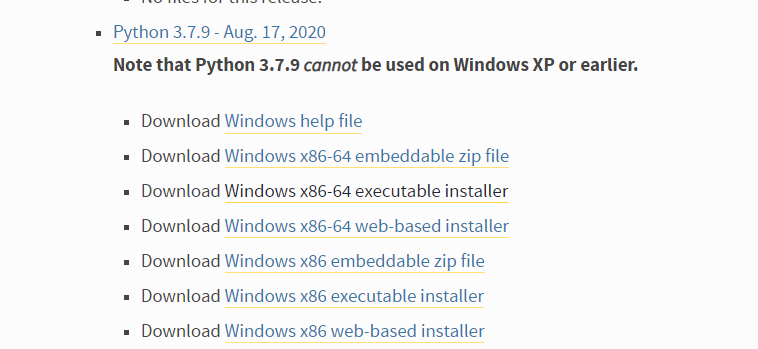 No files for this release.
Python 3.7.9 - Aug. 17, 2020
Note that Python 3.7.9 cannot be used on Windows XP or earlier.
Download Windows help file
Download Windows x86-64 embeddable zip file
Download Windows x86-64 executable installer
Download Windows x86-64 web-based installer
Download Windows x86 embeddable zip file
Download Windows x86 executable installer
Download Windows x86 web-based installer